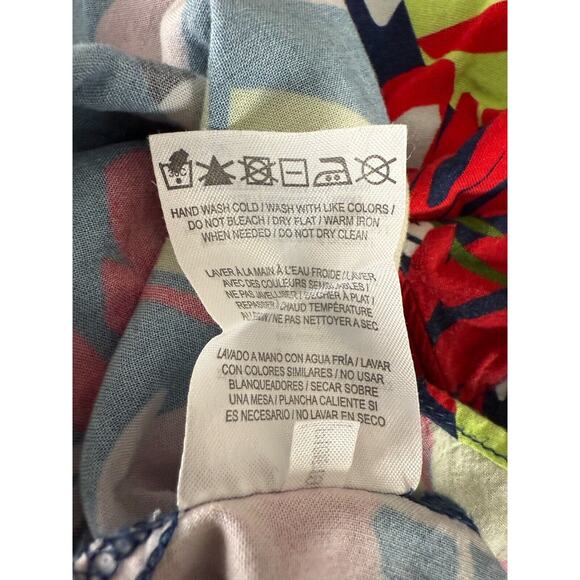 30C
HAND WASH COLD / WASH WITH LIKE COLORS /
DO NOT BLEACH / DRY FLAT / WARM IRON
WHEN NEEDED / DO NOT DRY CLEAN
LAVER À LA MAIN À L'EAU FROIDE / LAVER
AVEC DES COULEURS SEMBLABLES /
NE PAS / SÉCHER À PLAT /
REPASSER CHAUD TEMPÉRATURE
AU / NE PAS NETTOYER A SEC
LAVADO A MANO CON AGUA FRÍA / LAVAR
CON COLORES SIMILARES / NO USAR
BLANQUEADORES / SECAR SOBRE
UNA MESA / PLANCHA CALIENTE SI
ES NECESARIO / NO LAVAR EN SECO